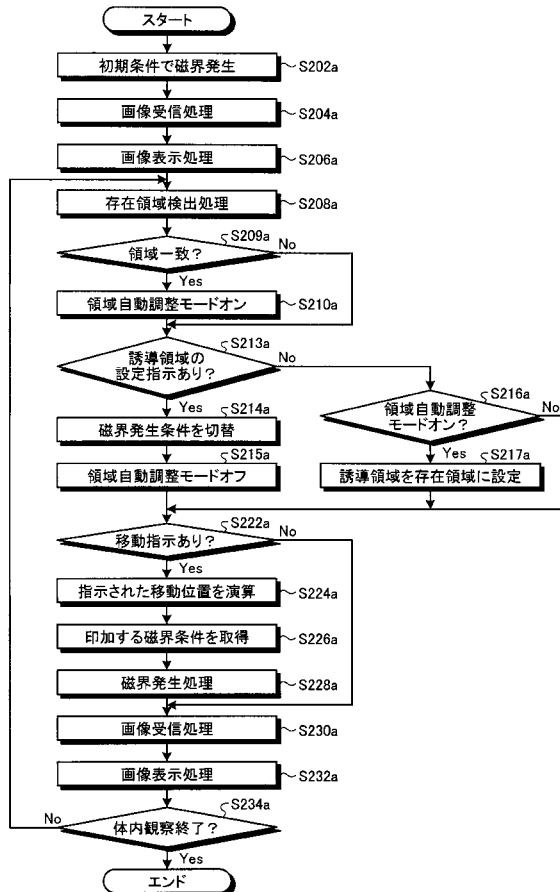 スタート
初期条件で磁界発生
S202a
画像受信処理
S204a
画像表示処理
S206a
存在領域検出処理
S208a
S209a
領域一致?
No
Yes
領域自動調整モードオン
S210a
S213a
誘導領域の
設定指示あり?
No
Yes
S214a
磁界発生条件を切替
S215a
領域自動調整モードオフ
S216a
領域自動調整
モードオン?
No
Yes
S217a
誘導領域を存在領域に設定
S222a
移動指示あり?
No
Yes
指示された移動位置を演算
S224a
印加する磁界条件を取得
S226a
磁界発生処理
S228a
画像受信処理
S230a
画像表示処理
S232a
S234a
体内観察終了?
No
Yes
エンド